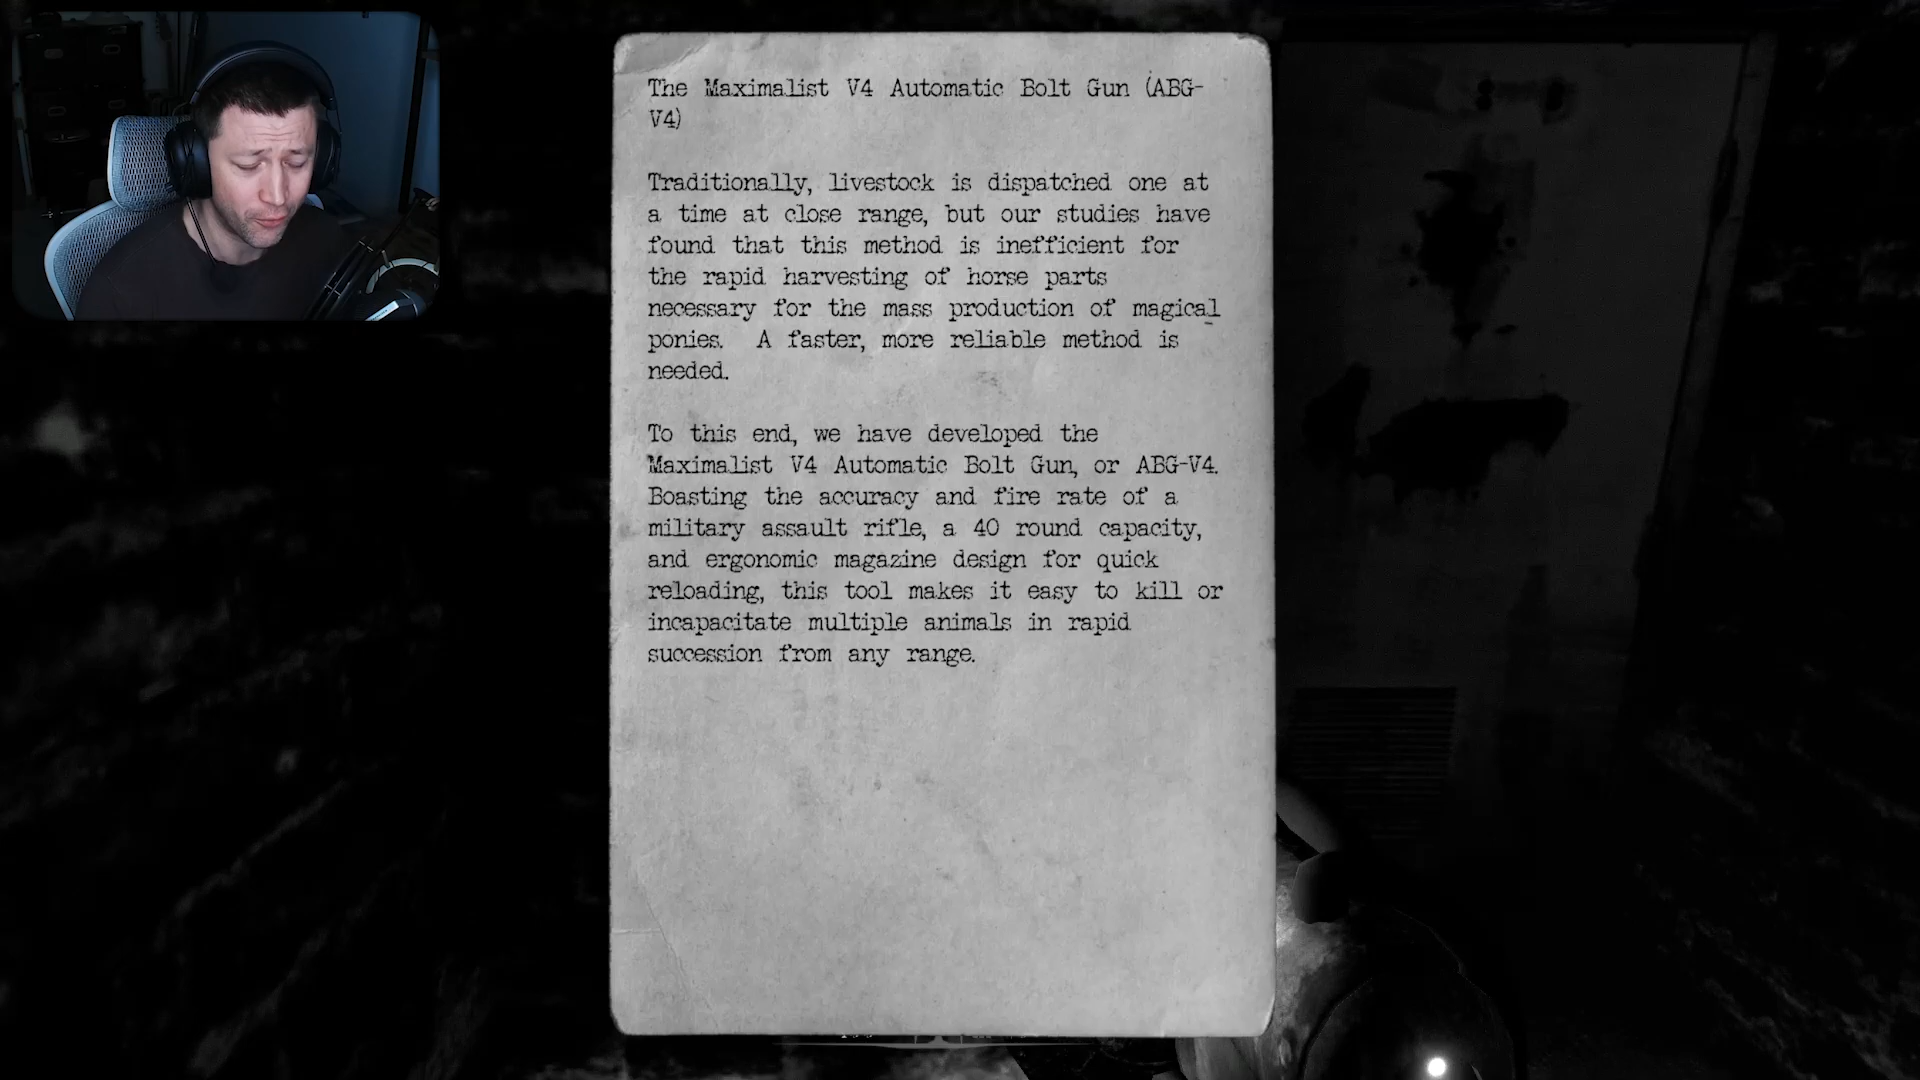 The Maximalist V4 Automatic Bolt Gun (ABG-
V4)
Traditionally, livestock is dispatched one at
a time at close range, but our studies have
found that this method is inefficient for
the rapid harvesting of horse parts
necessary for the mass production of magical
ponies. A faster, more reliable method is
needed.
To this end, we have developed the
Maximalist V4 Automatic Bolt Gun, or ABG-V4.
Boasting the accuracy and fire rate of a
military assault rifle, a 40 round capacity,
and ergonomic magazine design for quick
reloading, this tool makes it easy to kill or
incapacitate multiple animals in rapid
succession from any range.